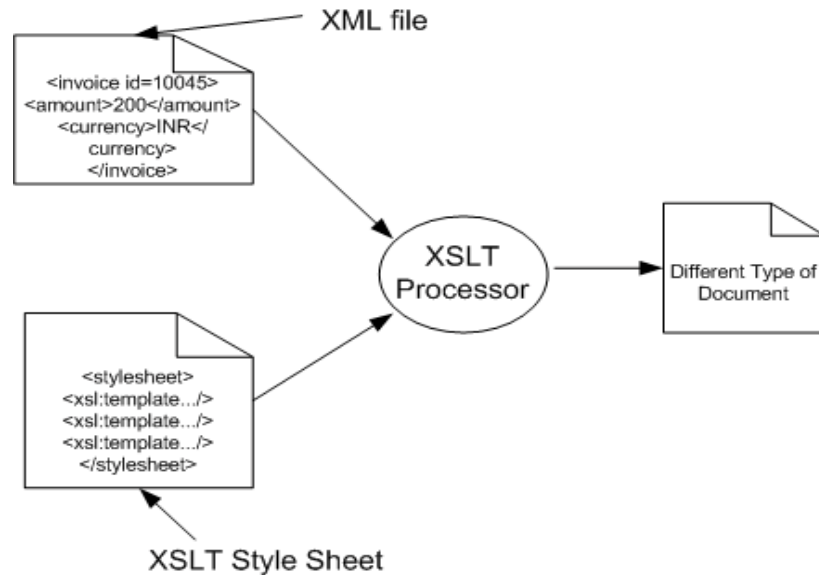 XML file
<invoice id=10045>
<amount>200</amount>
<currency>INR</
currency>
</invoice>
XSLT
Processor
Different Type of
Document
<stylesheet>
<xsl:template.../>
<xsl:template.../>
<xsl:template.../>
</stylesheet>
XSLT Style Sheet